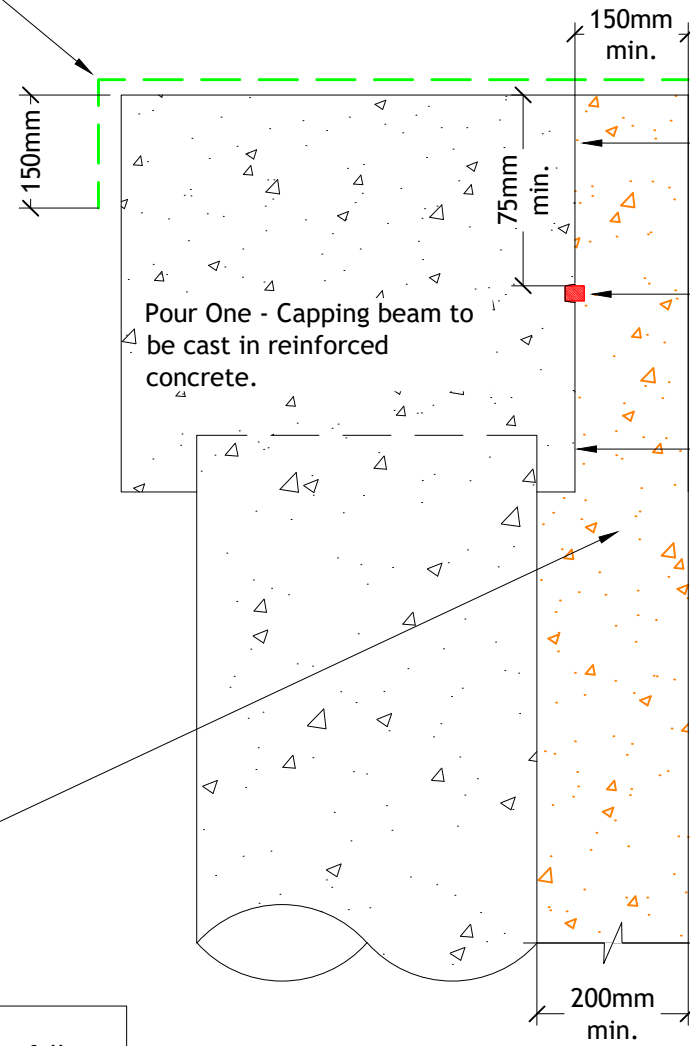 150mm
min.
150mm
75mm
min.
Pour One - Capping beam to
be cast in reinforced
concrete.
200mm
min.